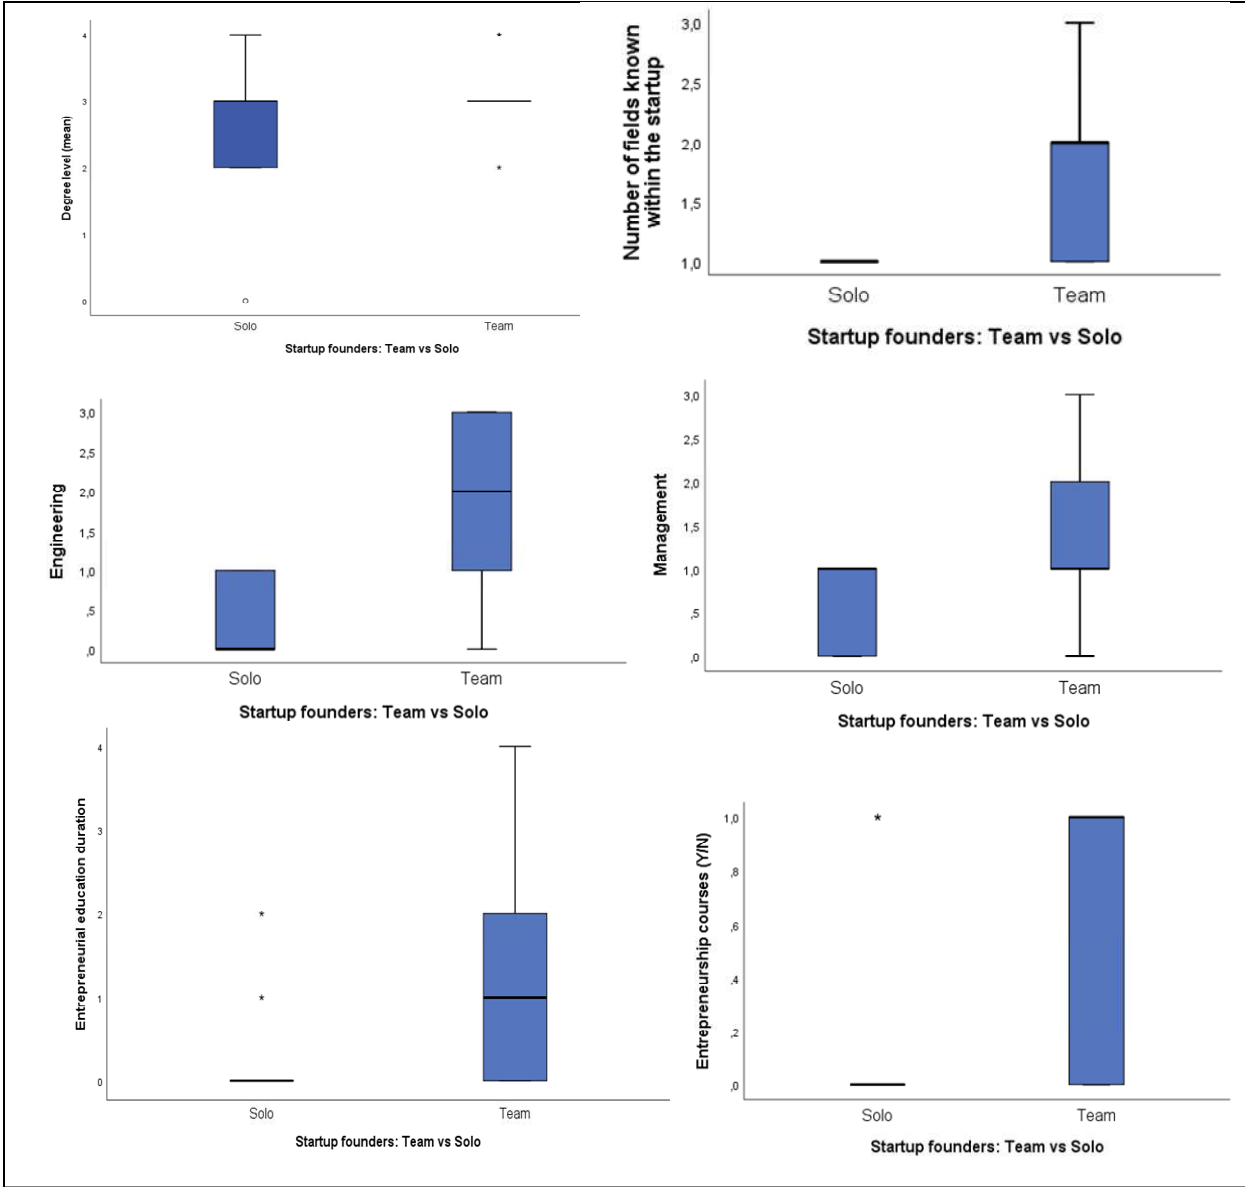 Degree level (mean)
4
3
2
1
0
Solo
Team
Startup founders: Team vs Solo
Number of fields known
within the startup
3,0
2,5
2,0
1,5
1,0
Solo
Team
Startup founders: Team vs Solo
Engineering
3,0
2,5
2,0
1,5
1,0
,5
,0
Solo
Team
Startup founders: Team vs Solo
Management
3,0
2,5
2,0
1,5
1,0
,5
,0
Solo
Team
Startup founders: Team vs Solo
Entrepreneurial education duration
4
3
2
1
0
Solo
Team
Startup founders: Team vs Solo
Entrepreneurship courses (Y/N)
1,0
,8
,6
,4
,2
,0
Solo
Team
Startup founders: Team vs Solo